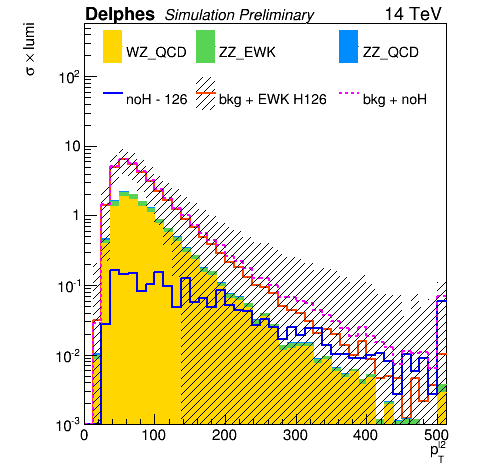 Delphes Simulation Preliminary 14 TeV
σ × lumi
WZ_QCD ZZ_EWK ZZ_QCD
noH - 126 bkg + EWK H126 bkg + noH
10²
10
1
10⁻¹
10⁻²
10⁻³
0 100 200 300 400 500
p_T^l2